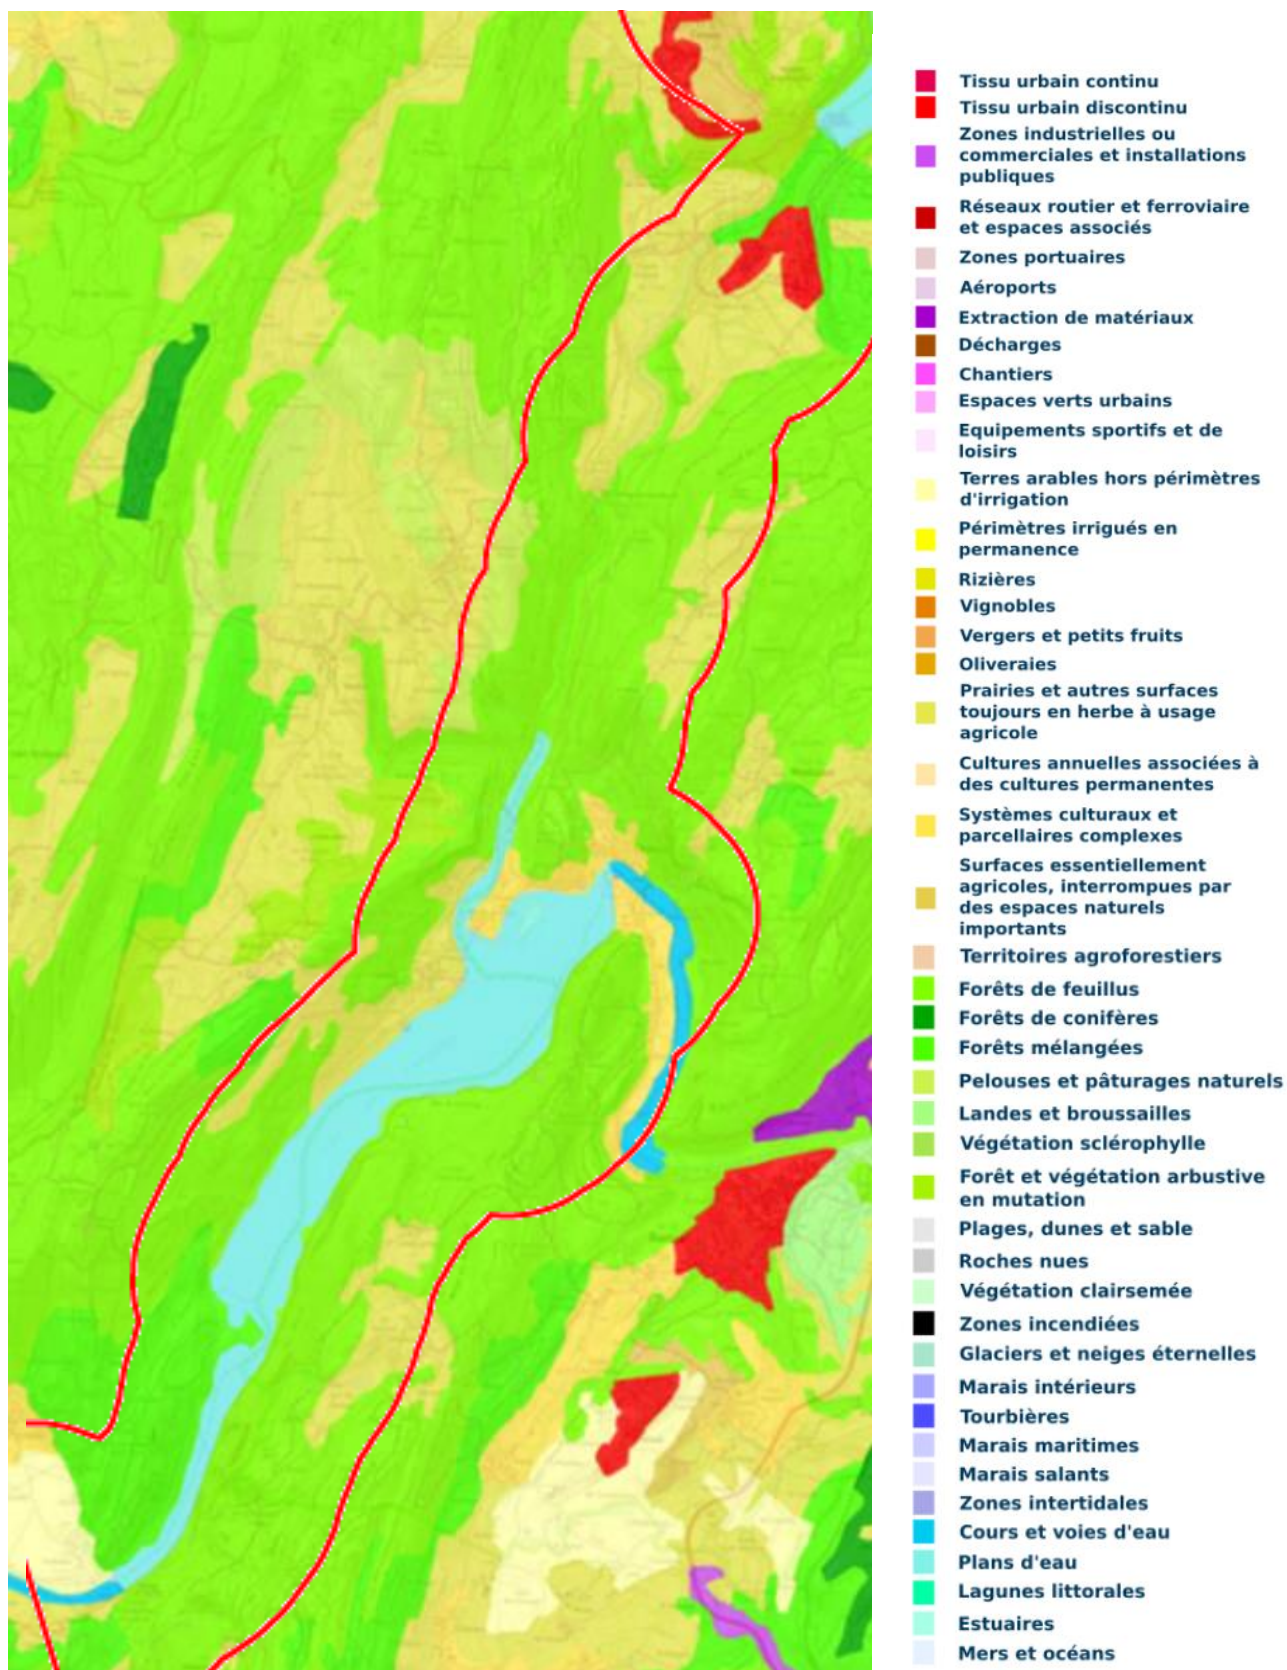 Tissu urbain continu
Tissu urbain discontinu
Zones industrielles ou
commerciales et installations
publiques
Réseaux routier et ferroviaire
et espaces associés
Zones portuaires
Aéroports
Extraction de matériaux
Décharges
Chantiers
Espaces verts urbains
Equipements sportifs et de
loisirs
Terres arables hors périmètres
d'irrigation
Périmètres irrigués en
permanence
Rizières
Vignobles
Vergers et petits fruits
Oliveraies
Prairies et autres surfaces
toujours en herbe à usage
agricole
Cultures annuelles associées à
des cultures permanentes
Systèmes culturaux et
parcellaires complexes
Surfaces essentiellement
agricoles, interrompues par
des espaces naturels
importants
Territoires agroforestiers
Forêts de feuillus
Forêts de conifères
Forêts mélangées
Pelouses et pâturages naturels
Landes et broussailles
Végétation sclérophylle
Forêt et végétation arbustive
en mutation
Plages, dunes et sable
Roches nues
Végétation clairsemée
Zones incendiées
Glaciers et neiges éternelles
Marais intérieurs
Tourbières
Marais maritimes
Marais salants
Zones intertidales
Cours et voies d'eau
Plans d'eau
Lagunes littorales
Estuaires
Mers et océans